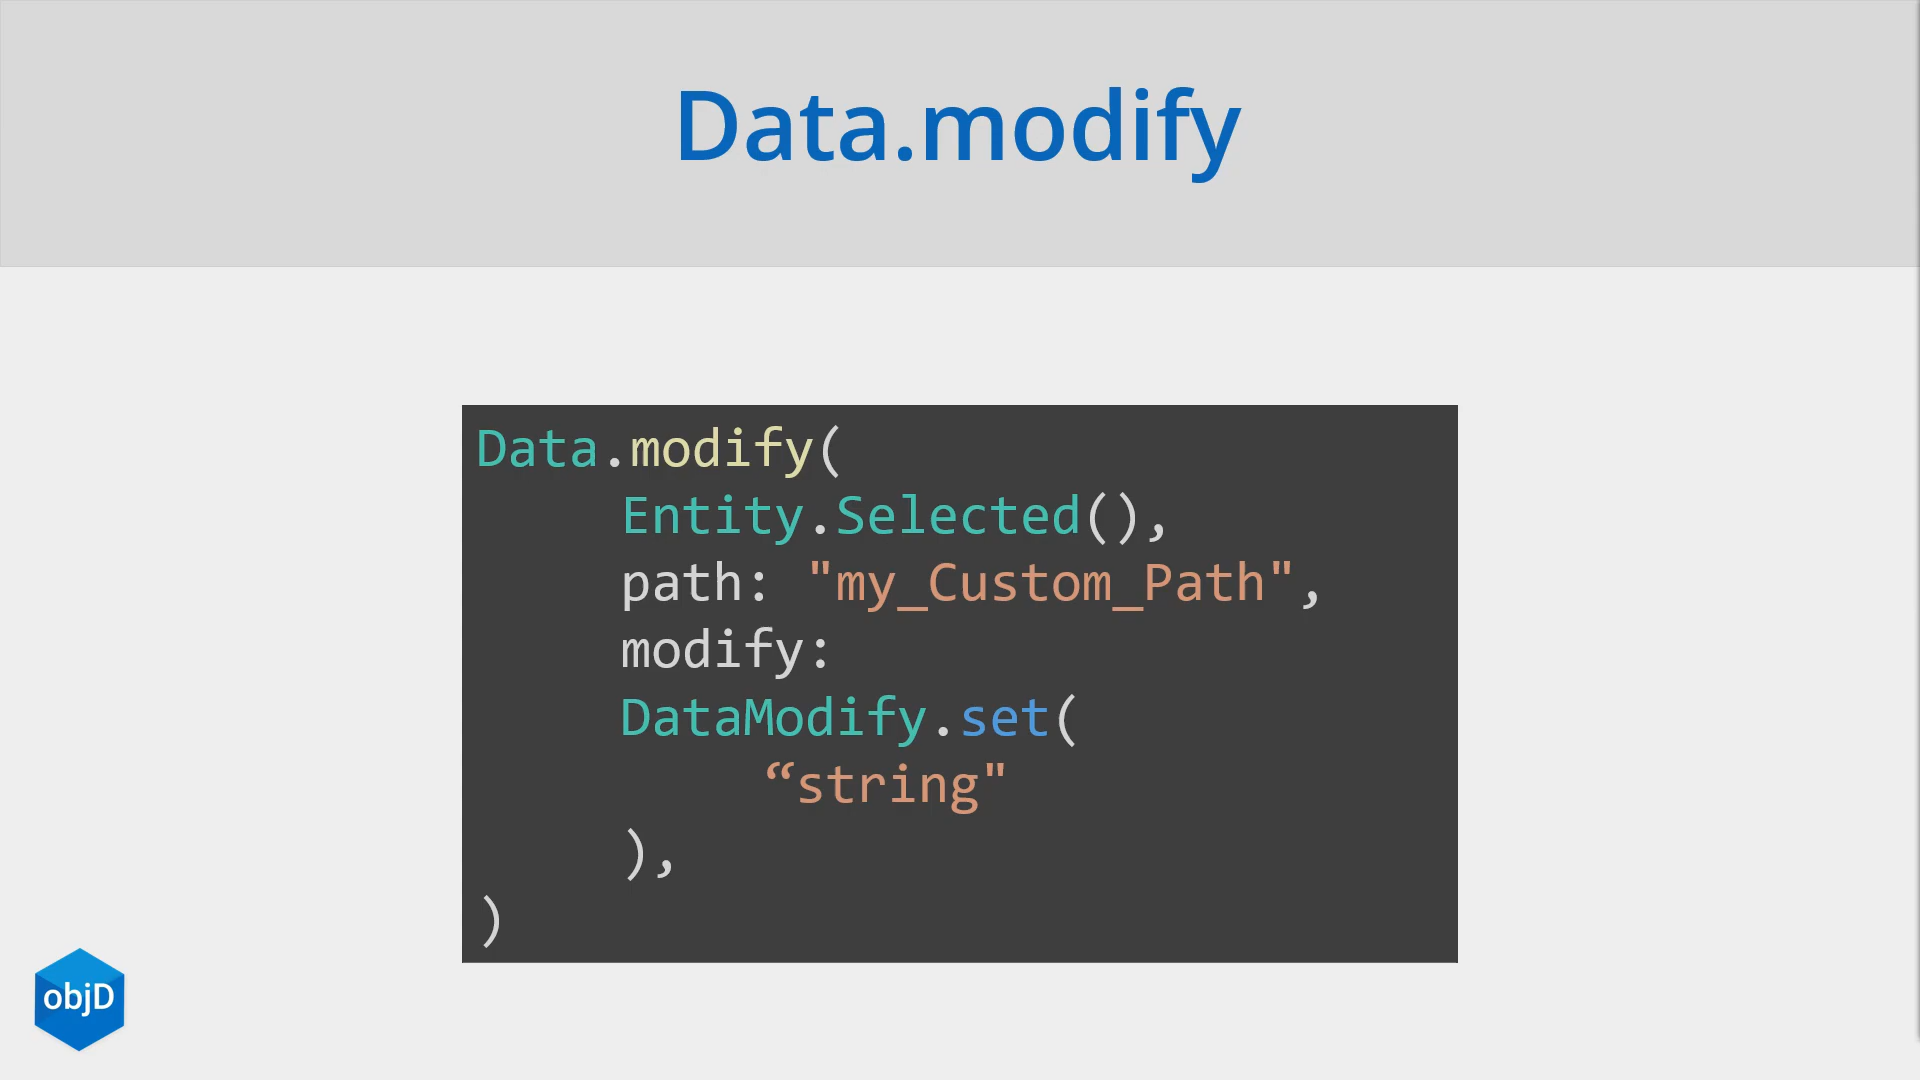 Data.modify
Data.modify(
Entity.Selected(),
path: "my_Custom_Path",
modify:
DataModify.set(
“string"
),
)
objD